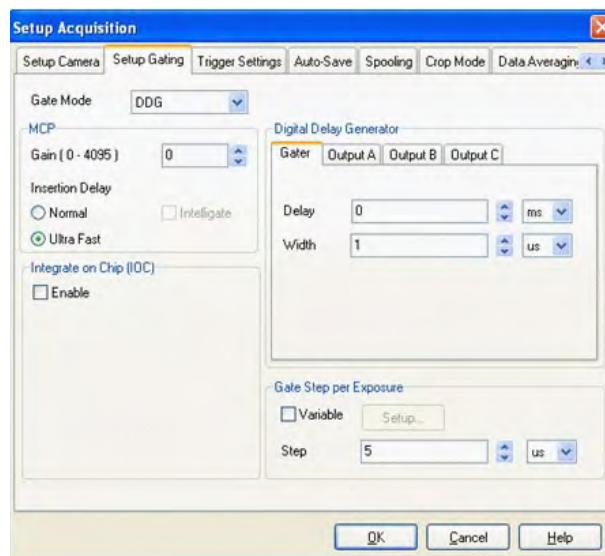 Setup Acquisition
Setup Camera Setup Gating Trigger Settings Auto-Save Spooling Crop Mode Data Averagin
Gate Mode DDG
MCP
Gain ( 0 - 4095 ) 0
Insertion Delay
Normal Intelligate
Ultra Fast
Integrate on Chip (IOC)
Enable
Digital Delay Generator
Gater Output A Output B Output C
Delay 0 ms
Width 1 us
Gate Step per Exposure
Variable Setup...
Step 5 us
OK Cancel Help